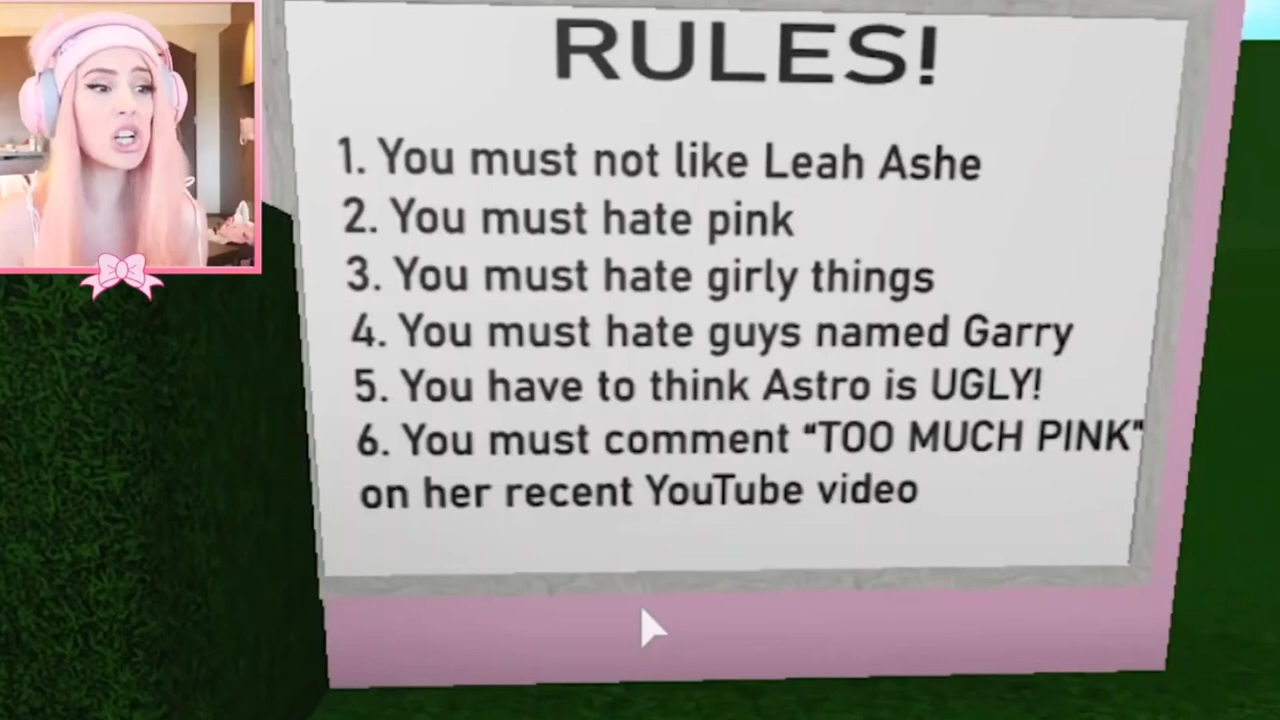 RULES!
1. You must not like Leah Ashe
2. You must hate pink
3. You must hate girly things
4. You must hate guys named Garry
5. You have to think Astro is UGLY!
6. You must comment “TOO MUCH PINK”
on her recent YouTube video